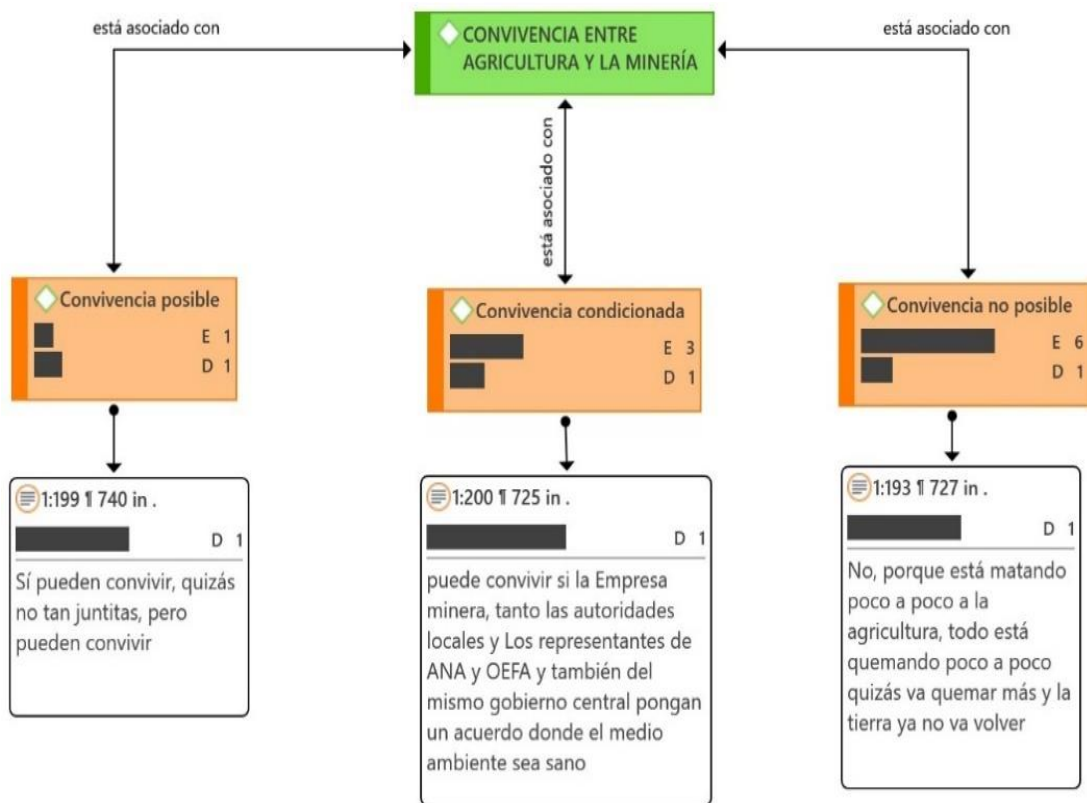 está asociado con
CONVIVENCIA ENTRE
AGRICULTURA Y LA MINERÍA
está asociado con
está asociado con
Convivencia posible
E 1
D 1
Convivencia condicionada
E 3
D 1
Convivencia no posible
E 6
D 1
1:199 ¶ 740 in .
D 1
Sí pueden convivir, quizás
no tan juntitas, pero
pueden convivir
1:200 ¶ 725 in .
D 1
puede convivir si la Empresa
minera, tanto las autoridades
locales y Los representantes de
ANA y OEFA y también del
mismo gobierno central pongan
un acuerdo donde el medio
ambiente sea sano
1:193 ¶ 727 in .
D 1
No, porque está matando
poco a poco a la
agricultura, todo está
quemando poco a poco
quizás va quemar más y la
tierra ya no va volver